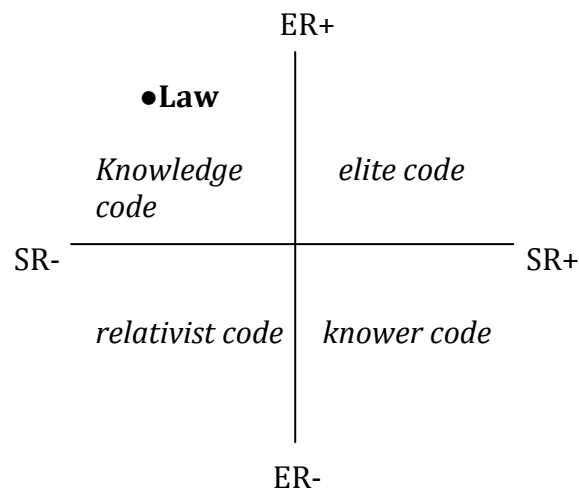 ER+
●Law
Knowledge
code
elite code
SR-
SR+
relativist code
knower code
ER-